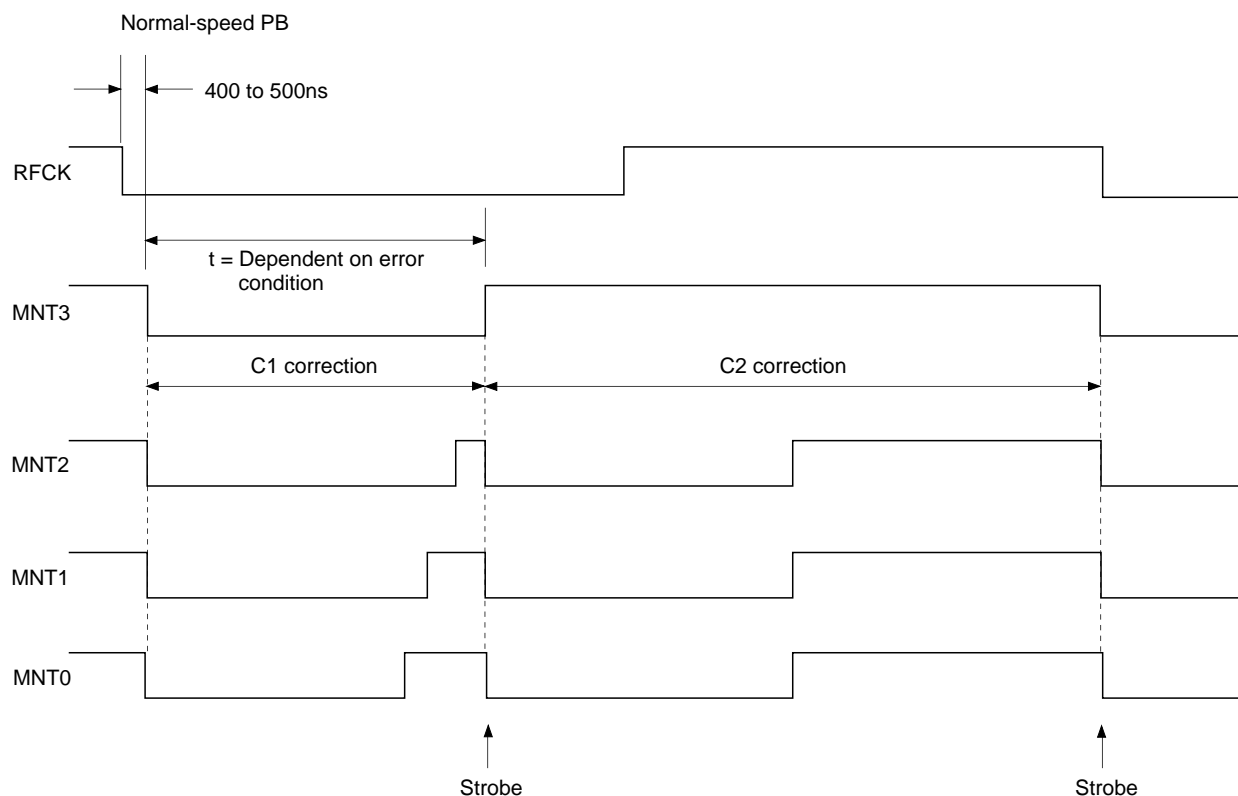 Normal-speed PB
400 to 500ns
RFCK
t = Dependent on error
condition
MNT3
C1 correction
C2 correction
MNT2
MNT1
MNT0
Strobe
Strobe